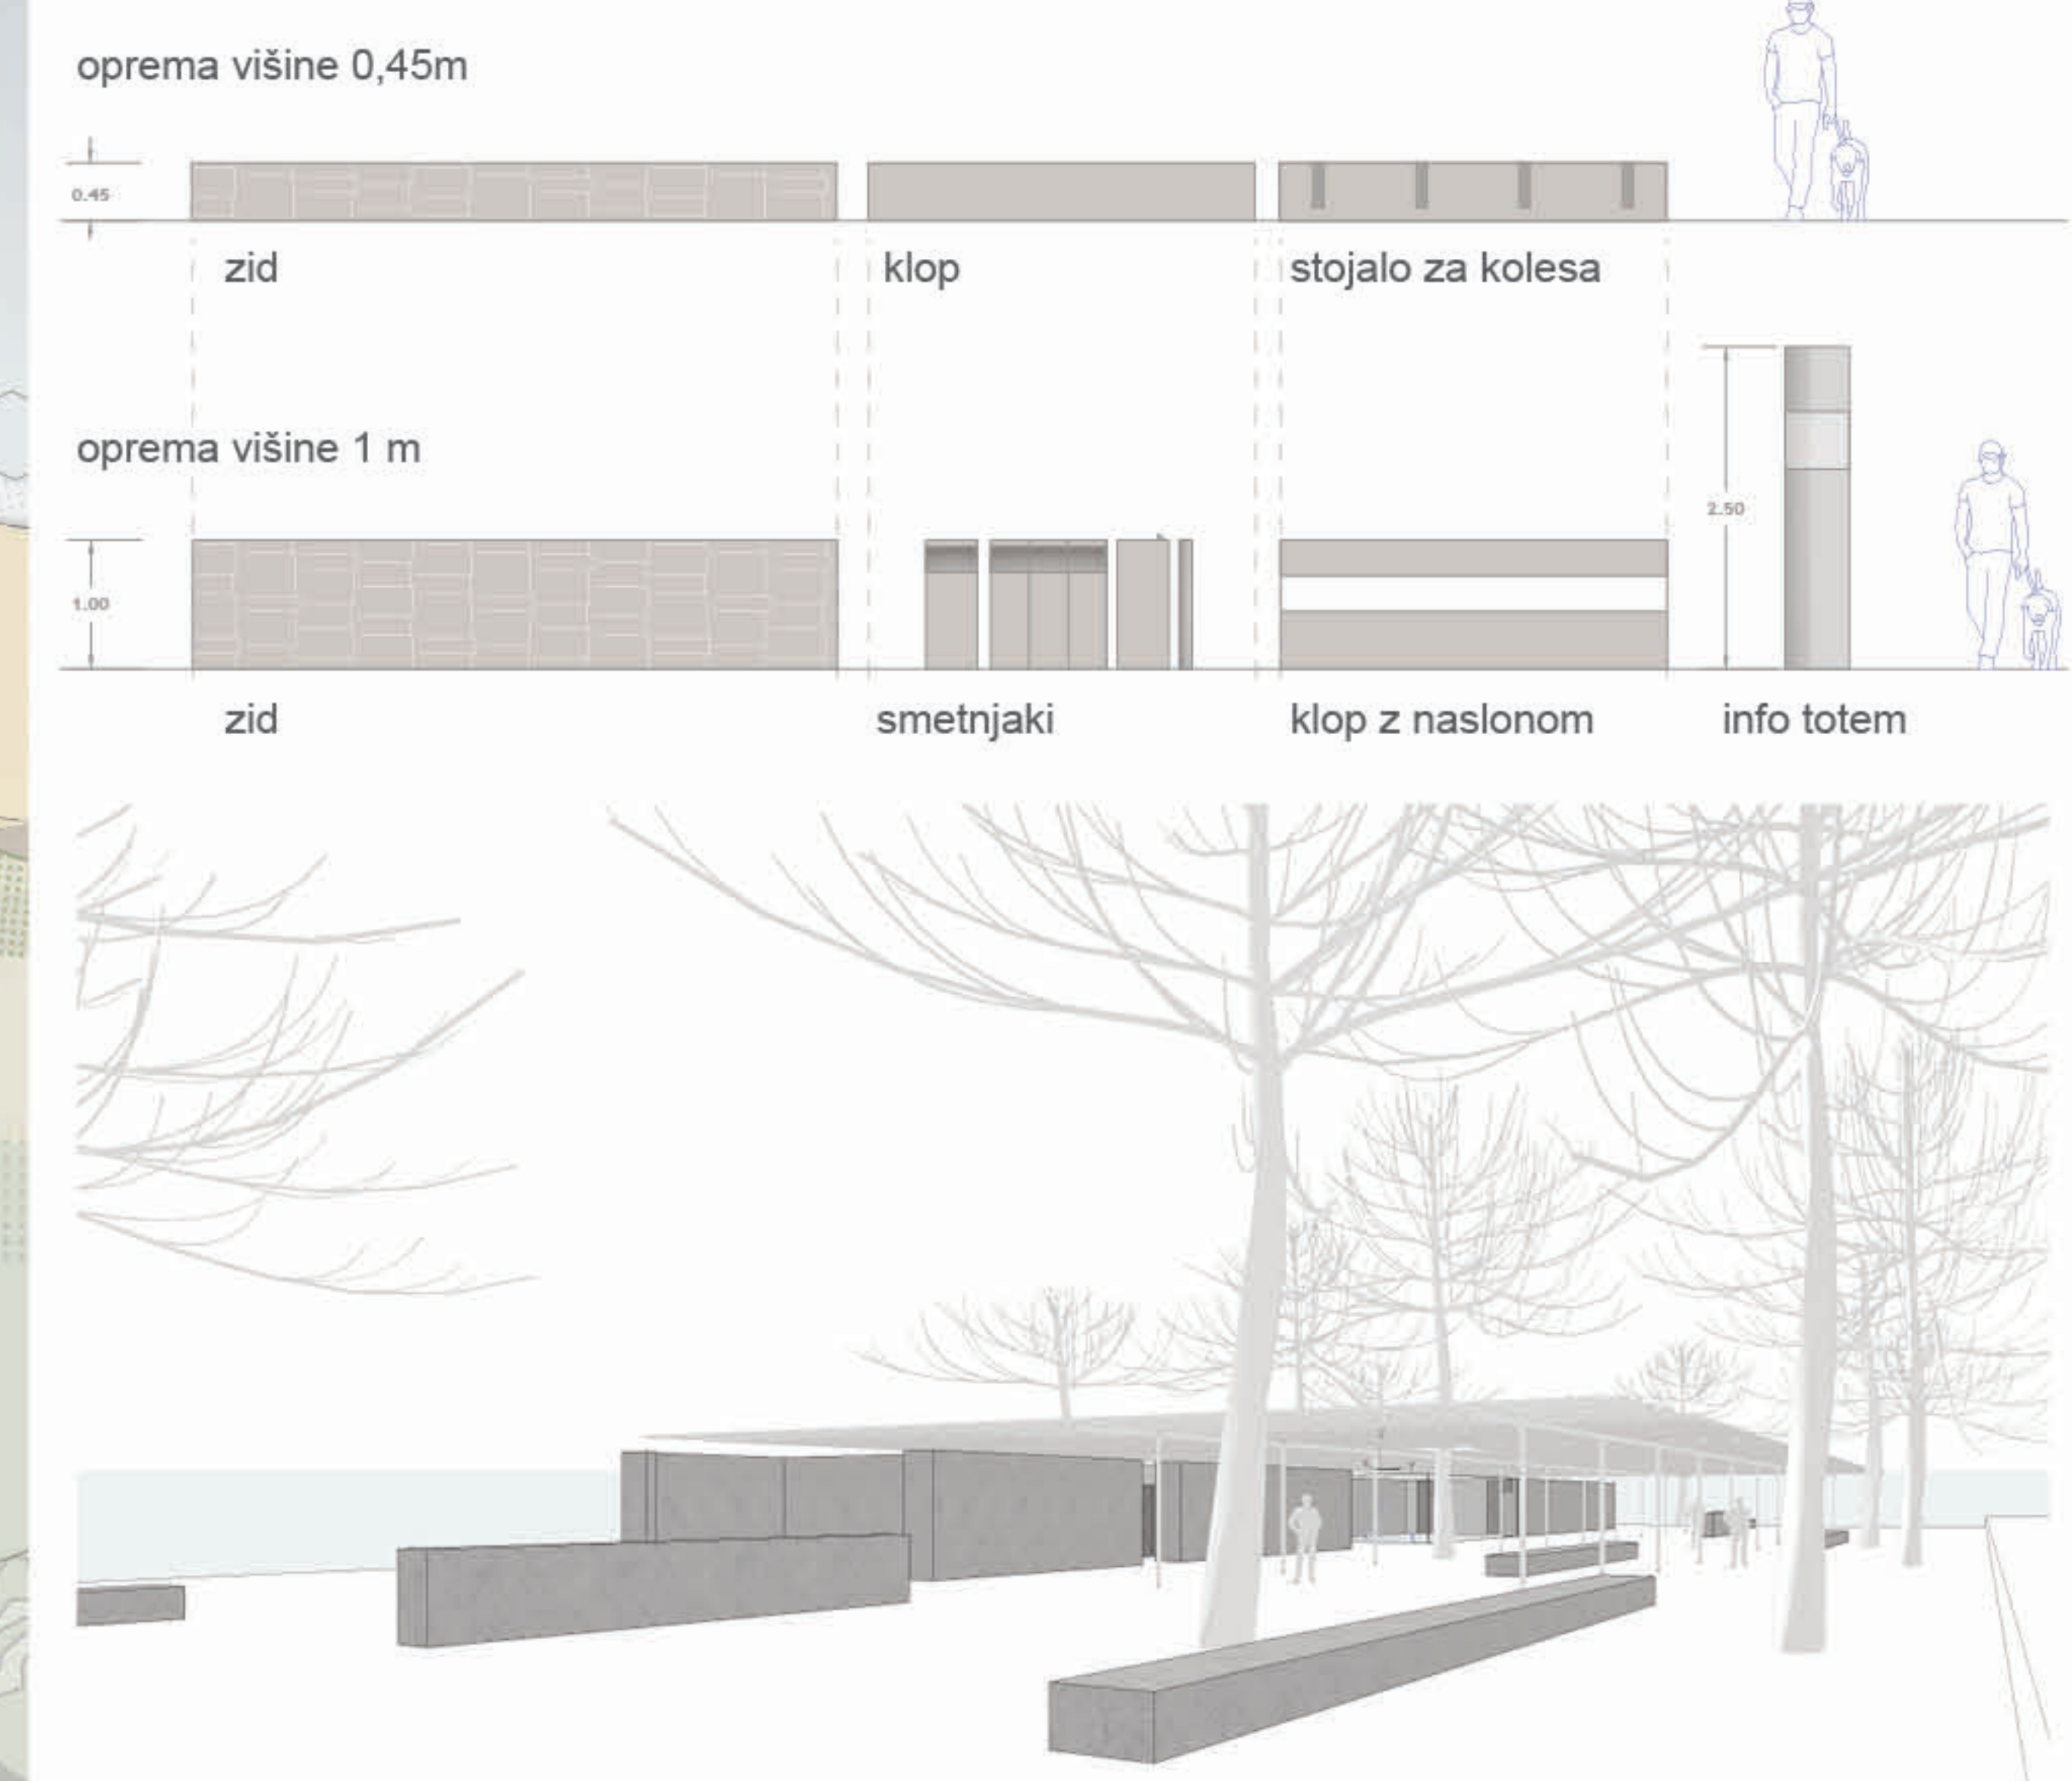 oprema višine 0,45m
0.45
zid
klop
stojalo za kolesa
oprema višine 1 m
2.50
1.00
zid
smetnjaki
klop z naslonom
info totem